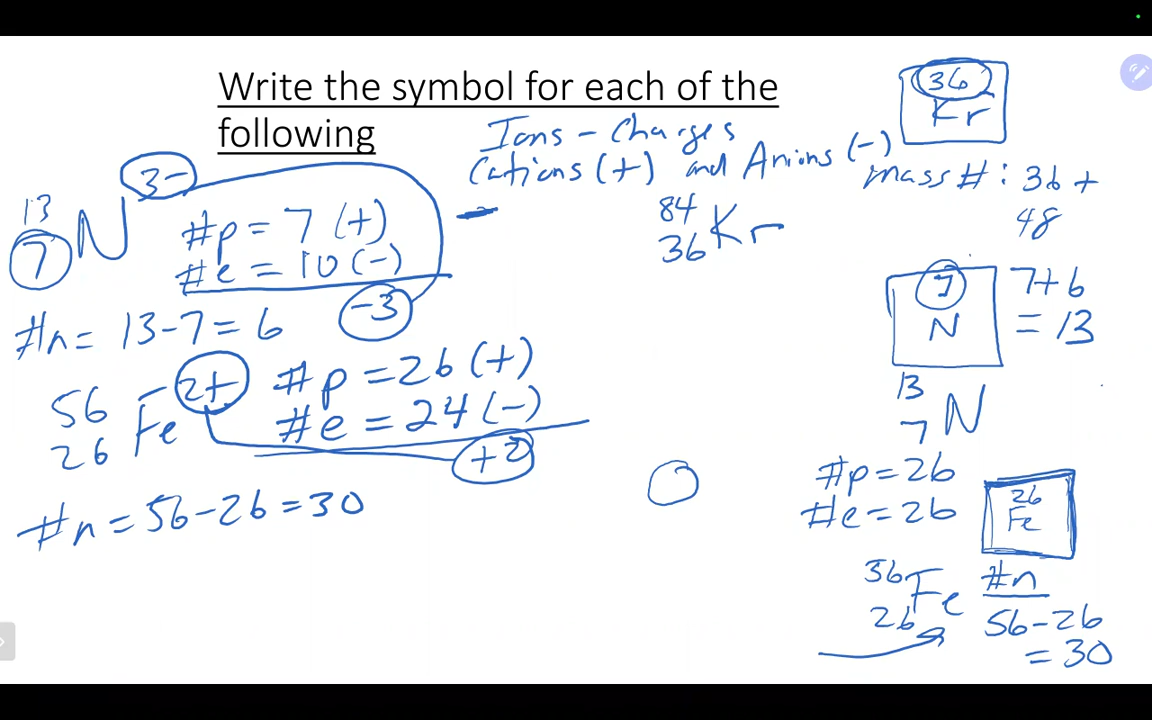 Write the symbol for each of the
following
Ions - Charges
Cations (+) and Anions (-)
36
Kr
mass # : 36 +
48
84
36 Kr
13
7 N 3-
#p = 7 (+)
#e = 10 (-)
-3
#n = 13-7 = 6
7
N
7+6
= 13
13
7 N
56
26 Fe 2+
#p = 26 (+)
#e = 24 (-)
+2
#n = 56-26 = 30
#p = 26
#e = 26
26
Fe
36
26 Fe
#n
56-26
= 30